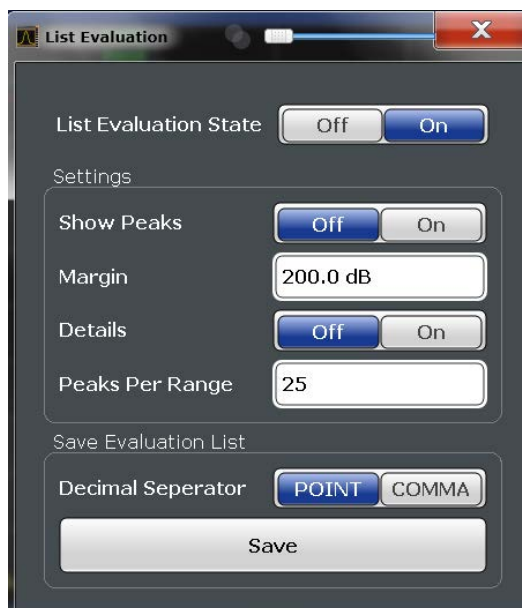 List Evaluation
X
List Evaluation State Off On
Settings
Show Peaks Off On
Margin 200.0 dB
Details Off On
Peaks Per Range 25
Save Evaluation List
Decimal Seperator POINT COMMA
Save